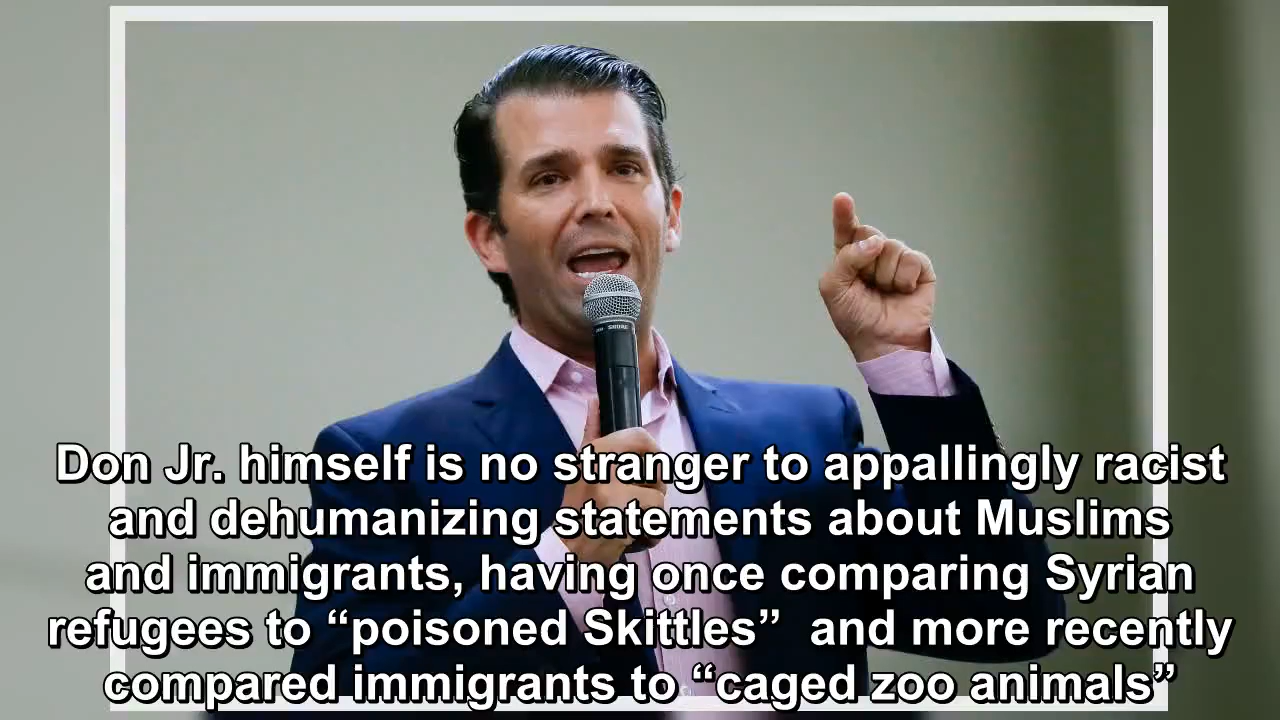 SHURE
Don Jr. himself is no stranger to appallingly racist
and dehumanizing statements about Muslims
and immigrants, having once comparing Syrian
refugees to “poisoned Skittles”  and more recently
compared immigrants to “caged zoo animals”